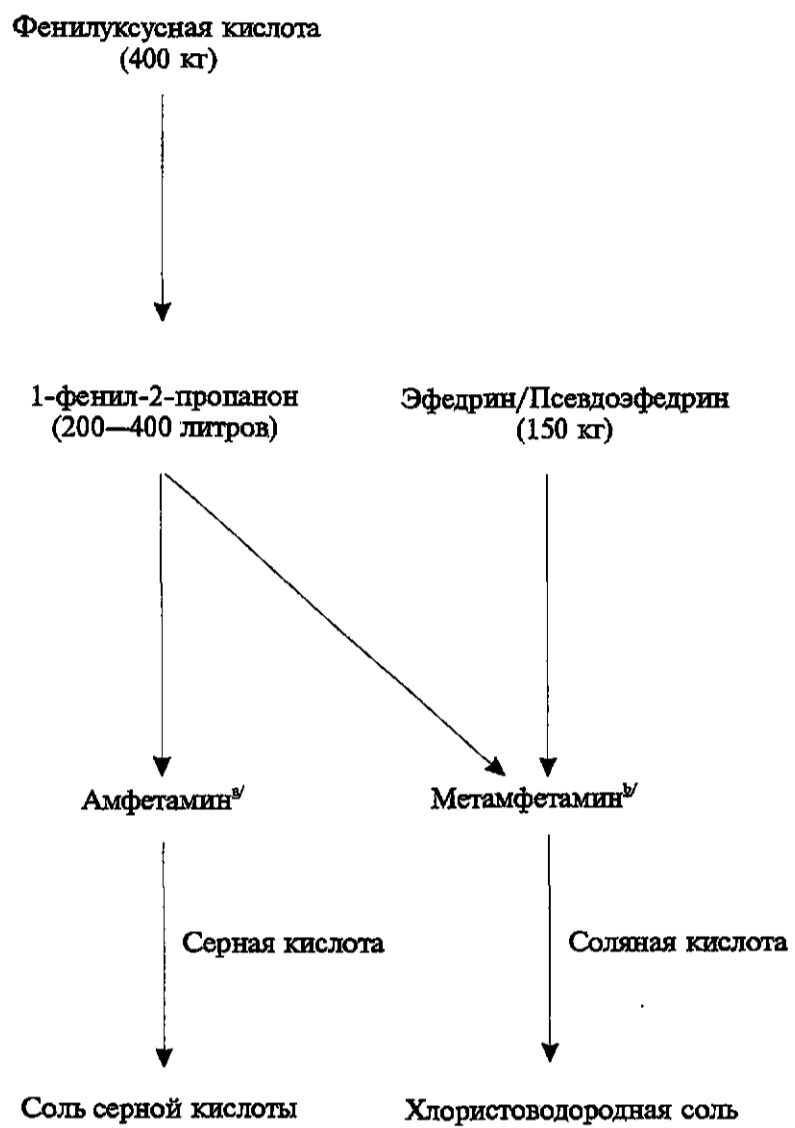 Фенилуксусная кислота
(400 кг)
1-фенил-2-пропанон
(200—400 литров)
Эфедрин/Псевдоэфедрин
(150 кг)
Амфетамин a/
Метамфетамин b/
Серная кислота
Соляная кислота
Соль серной кислоты
Хлористоводородная соль